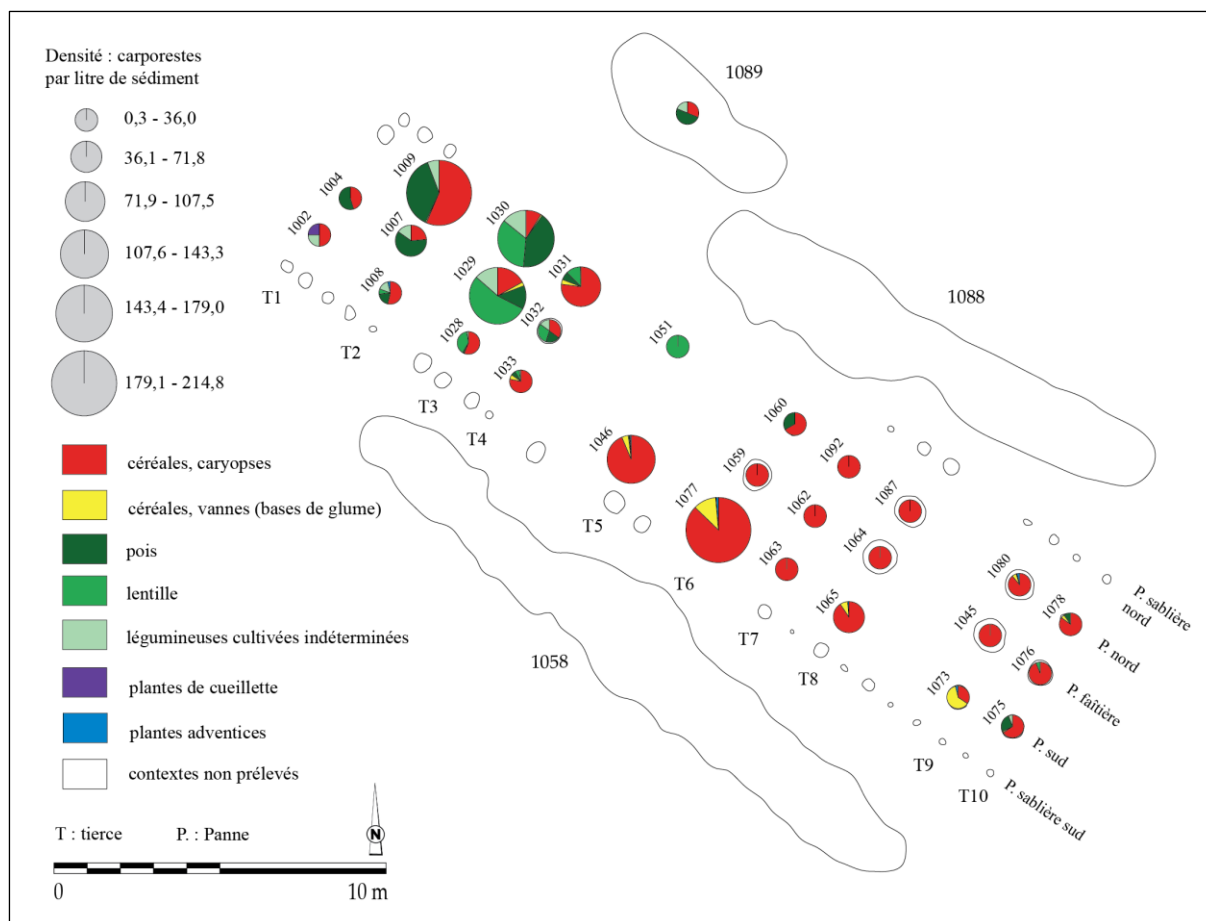 Densité : carporestes
par litre de sédiment
0,3 - 36,0
36,1 - 71,8
71,9 - 107,5
107,6 - 143,3
143,4 - 179,0
179,1 - 214,8
céréales, caryopses
céréales, vannes (bases de glume)
pois
lentille
légumineuses cultivées indéterminées
plantes de cueillette
plantes adventices
contextes non prélevés
T : tierce P. : Panne
N
0 10 m
1089
1088
1058
1009
1004
1002
1007
1008
1030
1029
1031
1032
1028
1033
1051
1046
1077
1060
1059
1092
1062
1087
1063
1064
1065
1080
1078
1045
1076
1073
1075
T1
T2
T3
T4
T5
T6
T7
T8
T9
T10
P. sablière
nord
P. nord
P. faîtière
P. sud
P. sablière sud